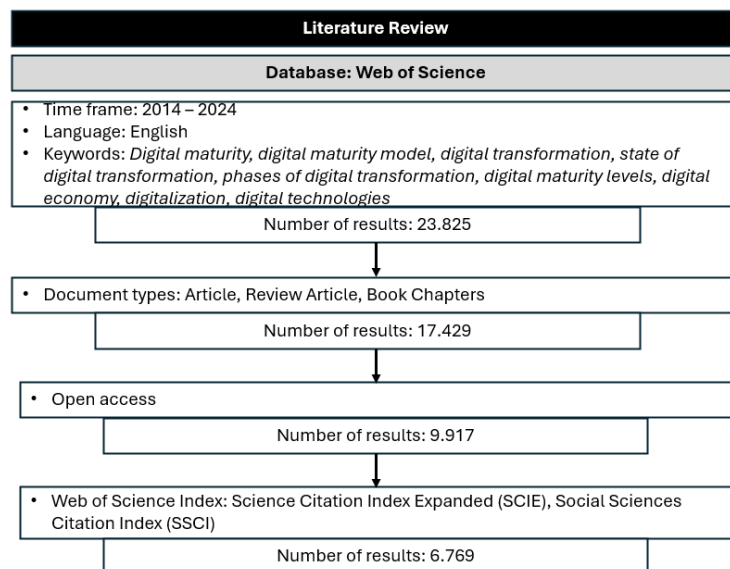 Literature Review
Database: Web of Science
• Time frame: 2014 – 2024
• Language: English
• Keywords: Digital maturity, digital maturity model, digital transformation, state of
digital transformation, phases of digital transformation, digital maturity levels, digital
economy, digitalization, digital technologies
Number of results: 23.825
• Document types: Article, Review Article, Book Chapters
Number of results: 17.429
• Open access
Number of results: 9.917
• Web of Science Index: Science Citation Index Expanded (SCIE), Social Sciences
Citation Index (SSCI)
Number of results: 6.769